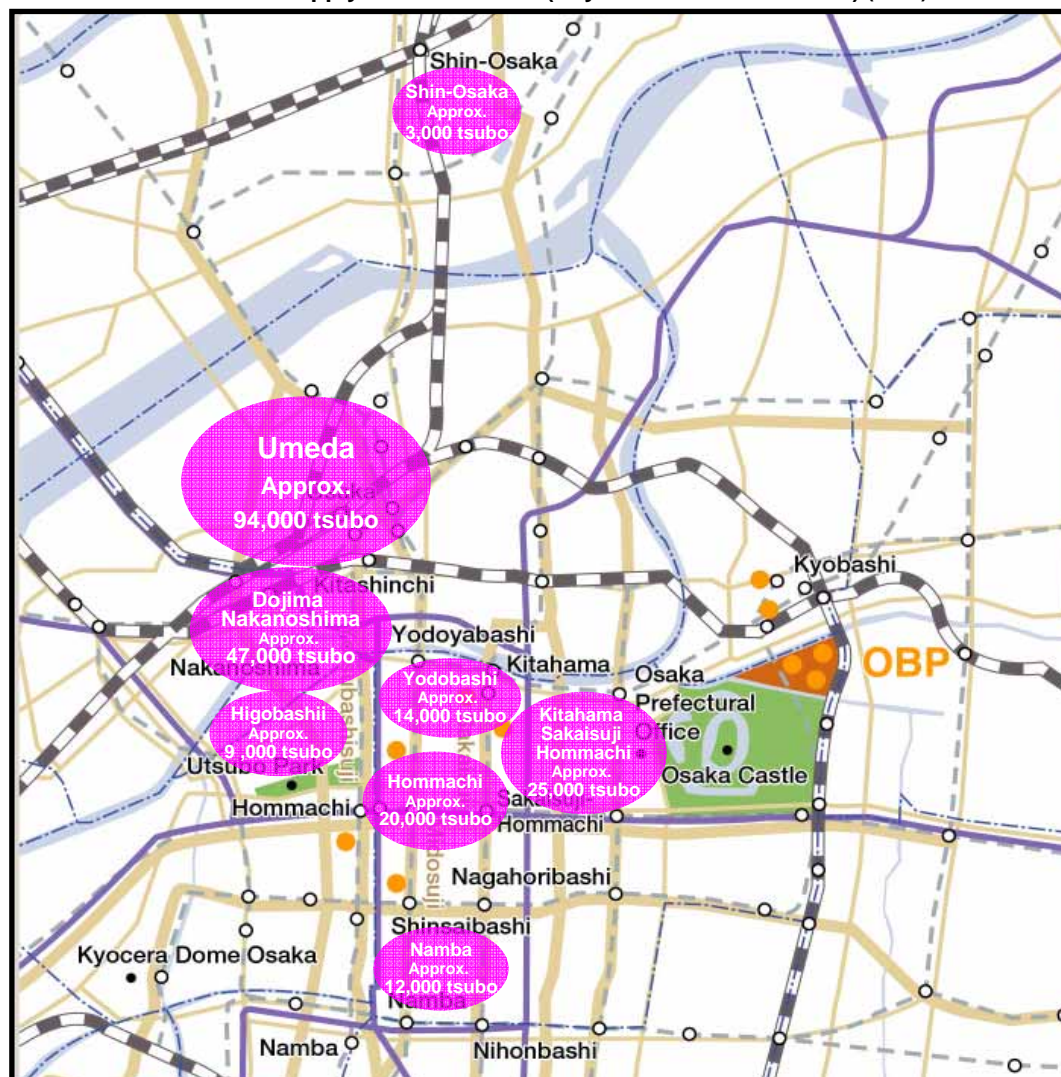 Shin-Osaka
Shin-Osaka
Approx.
3,000 tsubo
Umeda
Approx.
94,000 tsubo
Osaka
Kitashinchi
Kyobashi
Dojima
Nakanoshima
Approx.
47,000 tsubo
Nakanoshima
Yodoyabashi
Kitahama
OBP
Yodobashi
Approx.
14,000 tsubo
Osaka
Prefectural
Office
Kitahama
Sakaisuji
Hommachi
Approx.
25,000 tsubo
Higobashii
Approx.
9 ,000 tsubo
Utsubo Park
Osaka Castle
Hommachi
Hommachi
Approx.
20,000 tsubo
Sakaisuji-
Hommachi
Nagahoribashi
Shinsaibashi
Kyocera Dome Osaka
Namba
Approx.
12,000 tsubo
Namba
Namba
Nihonbashi